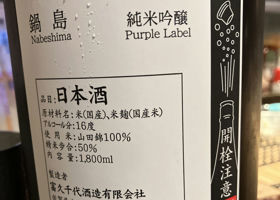 鍋島
Nabeshima
純米吟醸
Purple Label
品目:日本酒
原材料名:米(国産)、米麹(国産米)
アルコール分:16度
使用米:山田錦100%
精米歩合:50%
内容量:1,800ml
製造者
富久千代酒造有限会社
開栓注意